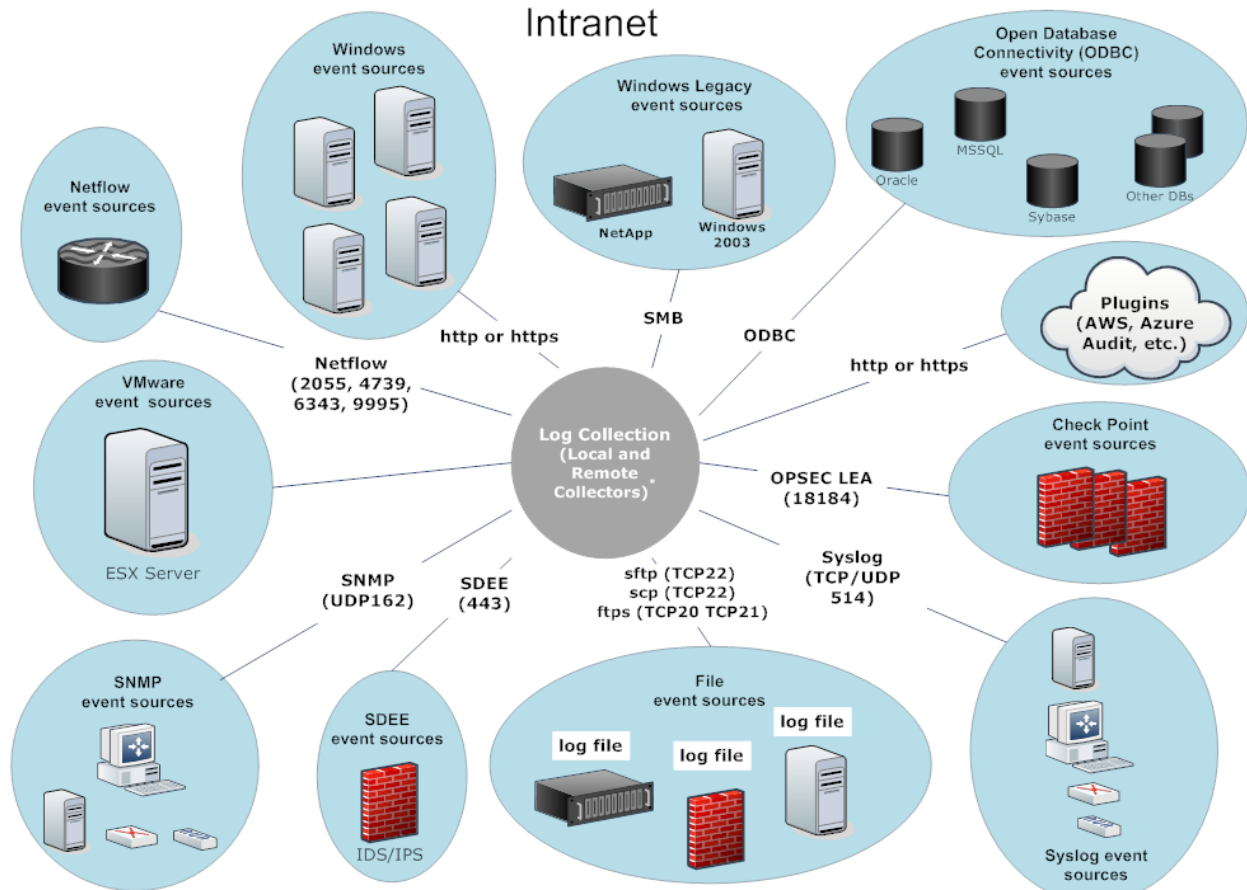 Intranet
Windows
event sources
Windows Legacy
event sources
NetApp
Windows
2003
Open Database
Connectivity (ODBC)
event sources
Oracle
MSSQL
Sybase
Other DBs
Netflow
event sources
Plugins
(AWS, Azure
Audit, etc.)
http or https
SMB
ODBC
http or https
Netflow
(2055, 4739,
6343, 9995)
VMware
event sources
ESX Server
Log Collection
(Local and
Remote
Collectors)*
Check Point
event sources
OPSEC LEA
(18184)
SNMP
(UDP162)
SDEE
(443)
sftp (TCP22)
scp (TCP22)
ftps (TCP20 TCP21)
Syslog
(TCP/UDP
514)
SNMP
event sources
SDEE
event sources
IDS/IPS
File
event sources
log file
log file
log file
Syslog event
sources